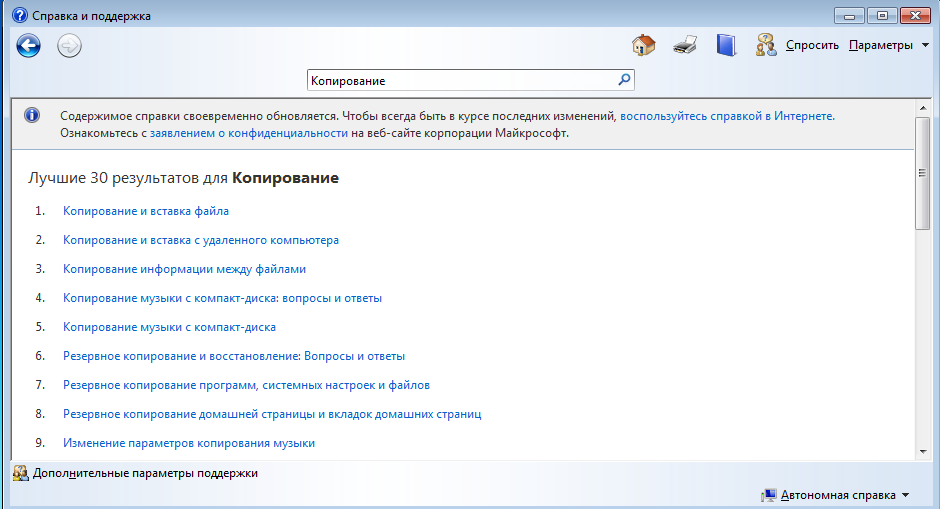 Справка и поддержка
Спросить Параметры
Копирование
Содержимое справки своевременно обновляется. Чтобы всегда быть в курсе последних изменений, воспользуйтесь справкой в Интернете.
Ознакомьтесь с заявлением о конфиденциальности на веб-сайте корпорации Майкрософт.
Лучшие 30 результатов для Копирование
1. Копирование и вставка файла
2. Копирование и вставка с удаленного компьютера
3. Копирование информации между файлами
4. Копирование музыки с компакт-диска: вопросы и ответы
5. Копирование музыки с компакт-диска
6. Резервное копирование и восстановление: Вопросы и ответы
7. Резервное копирование программ, системных настроек и файлов
8. Резервное копирование домашней страницы и вкладок домашних страниц
9. Изменение параметров копирования музыки
Дополнительные параметры поддержки
Автономная справка